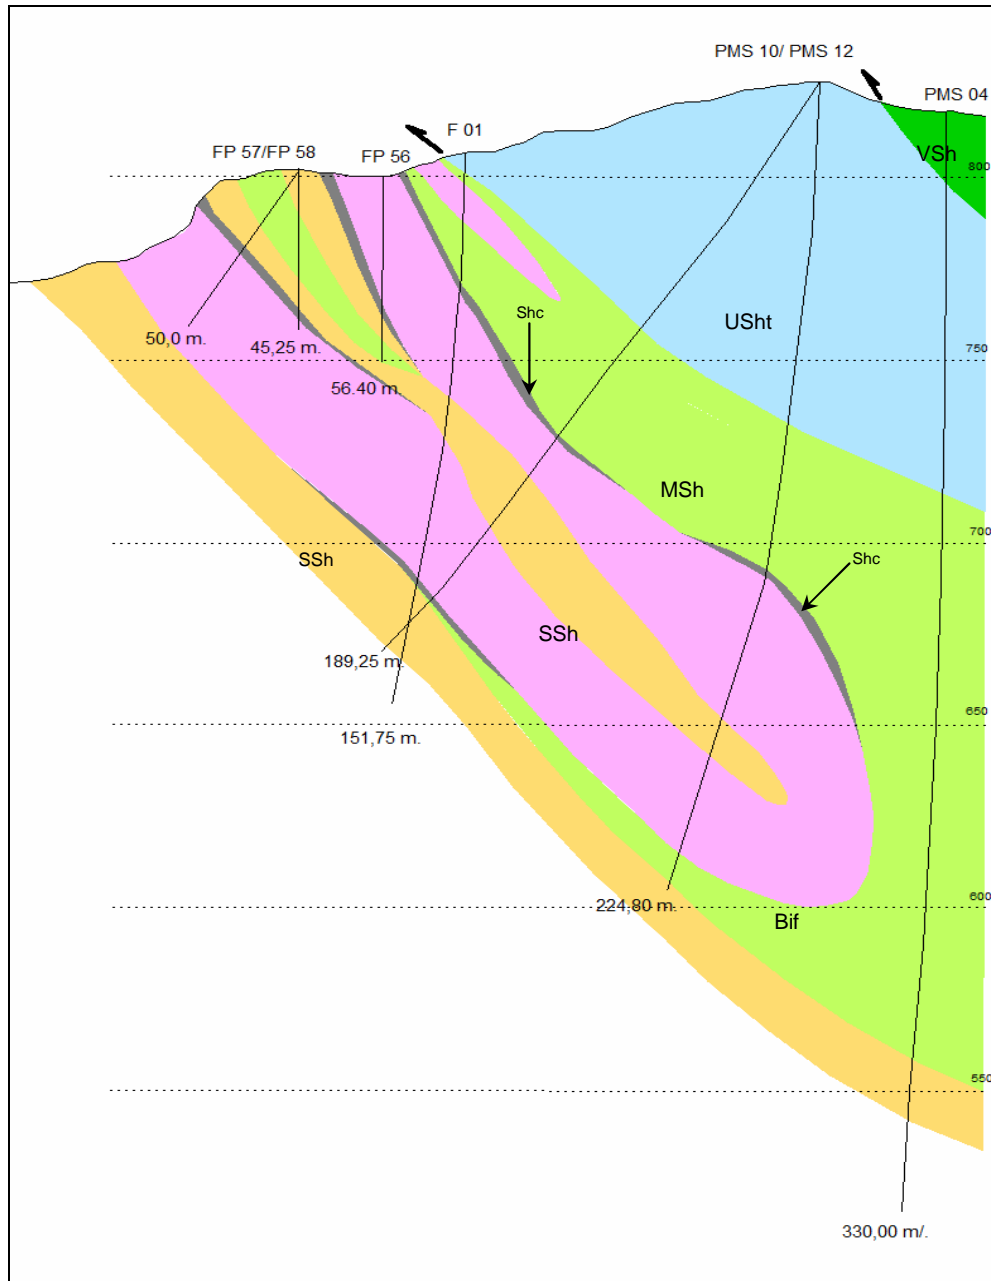 PMS 10/ PMS 12
PMS 04
F 01
FP 57/FP 58
FP 56
VSh
800
Shc
USht
50,0 m.
45,25 m.
750
56.40 m.
MSh
700
SSh
Shc
SSh
189,25 m.
650
151,75 m.
224,80 m.
600
Bif
550
330,00 m/.